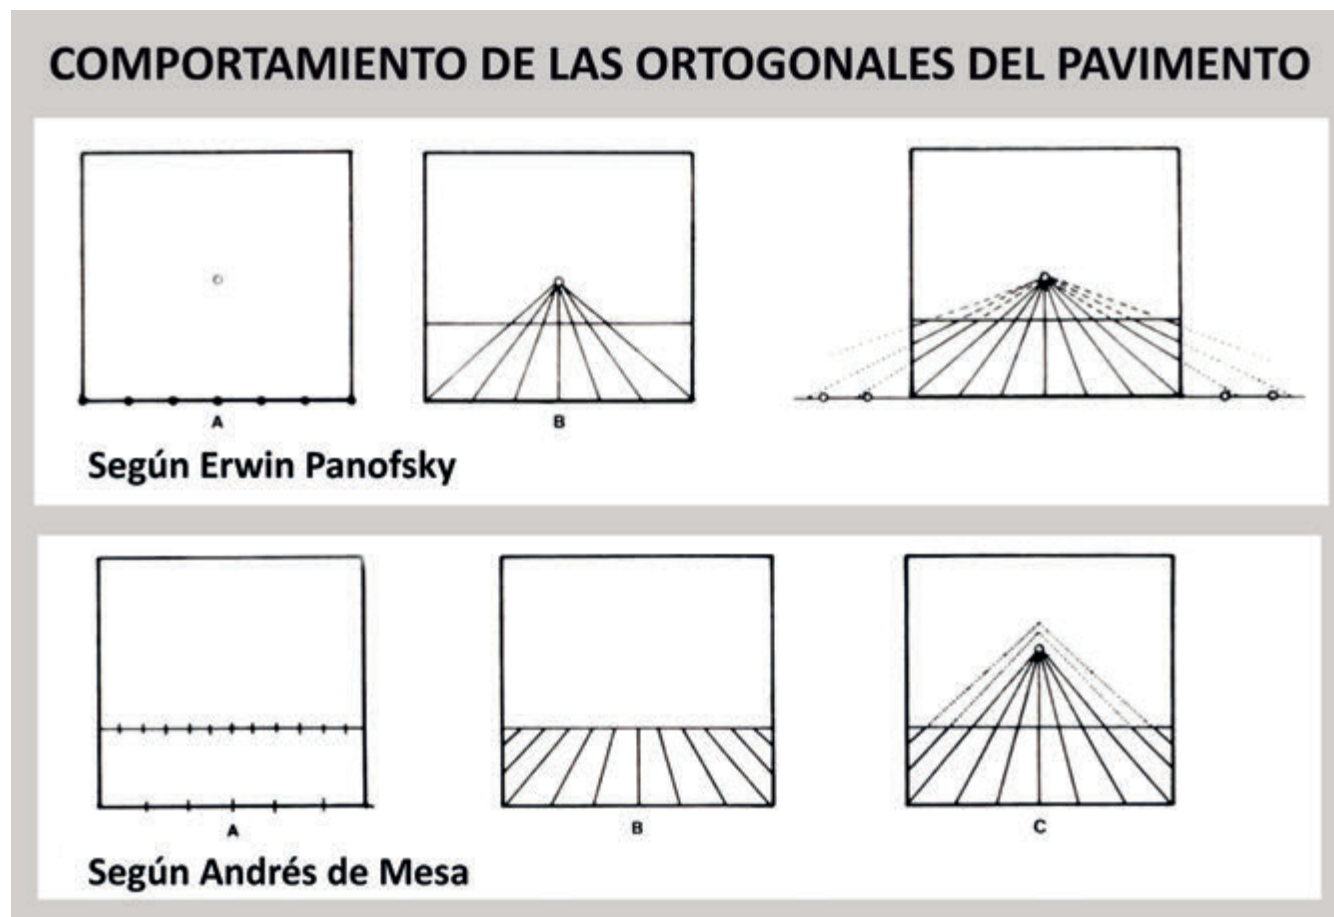 COMPORTAMIENTO DE LAS ORTOGONALES DEL PAVIMENTO
A
B
Según Erwin Panofsky
A
B
C
Según Andrés de Mesa